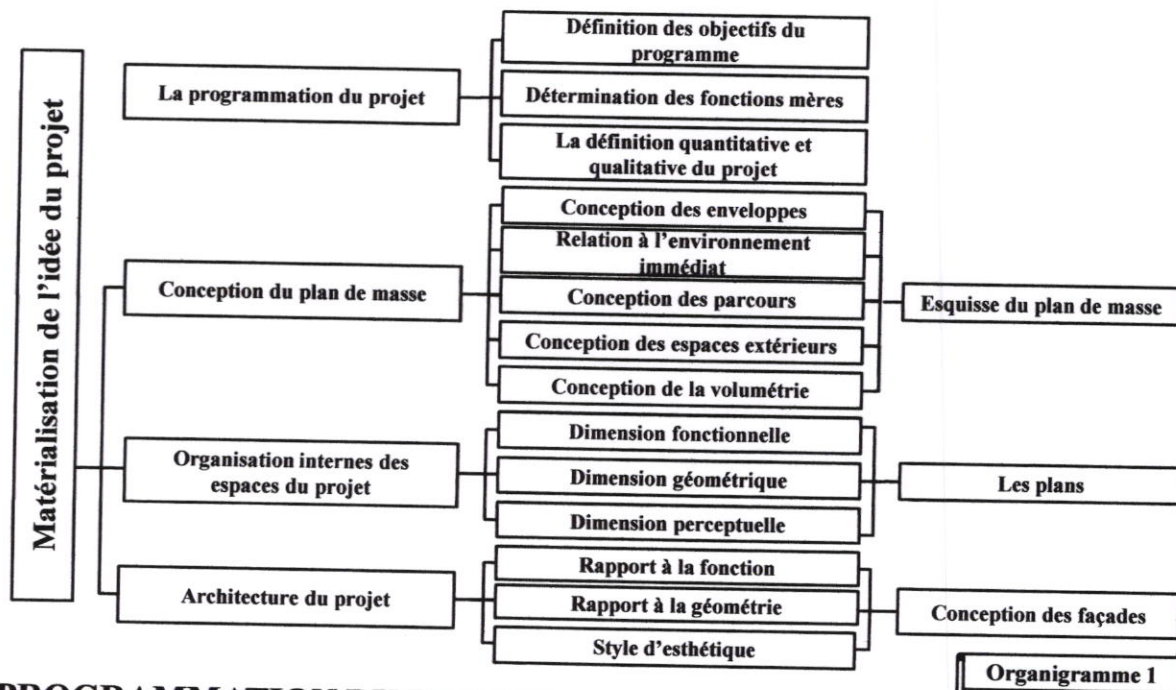 Matérialisation de l'idée du projet
La programmation du projet
Définition des objectifs du
programme
Détermination des fonctions mères
La définition quantitative et
qualitative du projet
Conception du plan de masse
Conception des enveloppes
Relation à l'environnement
immédiat
Conception des parcours
Conception des espaces extérieurs
Conception de la volumétrie
Esquisse du plan de masse
Organisation internes des
espaces du projet
Dimension fonctionnelle
Dimension géométrique
Dimension perceptuelle
Les plans
Architecture du projet
Rapport à la fonction
Rapport à la géométrie
Style d'esthétique
Conception des façades
Organigramme 1
PROGRAMMATION